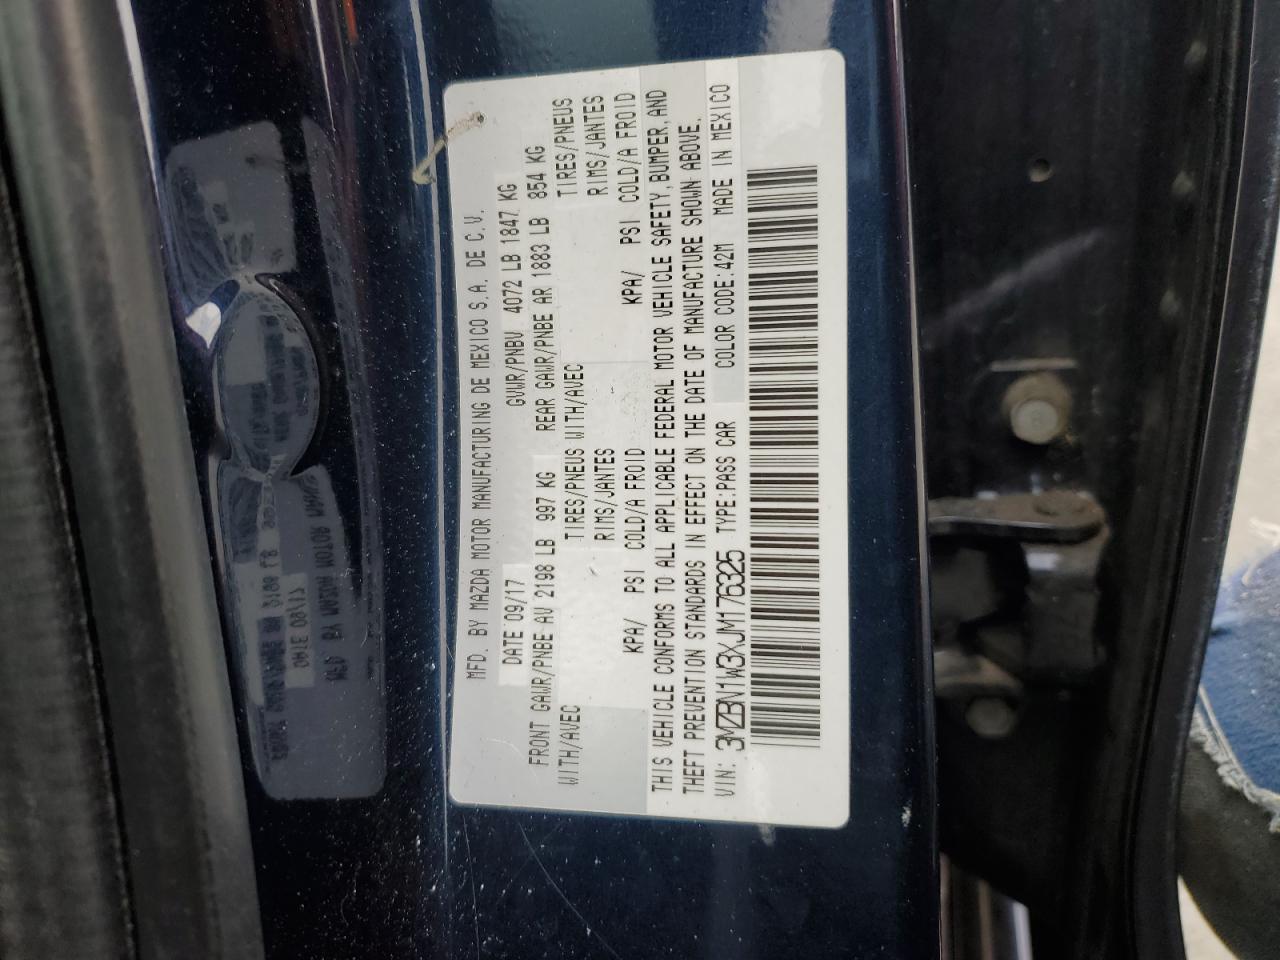 MFD. BY MAZDA MOTOR MANUFACTURING DE MEXICO S.A. DE C.V.
DATE 09/17 GVWR/PNBV 4072 LB 1847 KG
FRONT GAWR/PNBE AV 2198 LB 997 KG REAR GAWR/PNBE AR 1883 LB 854 KG
WITH/AVEC TIRES/PNEUS WITH/AVEC TIRES/PNEUS
RIMS/JANTES RIMS/JANTES
KPA/ PSI COLD/A FROID KPA/ PSI COLD/A FROID
THIS VEHICLE CONFORMS TO ALL APPLICABLE FEDERAL MOTOR VEHICLE SAFETY, BUMPER, AND
THEFT PREVENTION STANDARDS IN EFFECT ON THE DATE OF MANUFACTURE SHOWN ABOVE.
VIN: 3MZBN1W3XJM176325 TYPE:PASS CAR COLOR CODE:42M MADE IN MEXICO